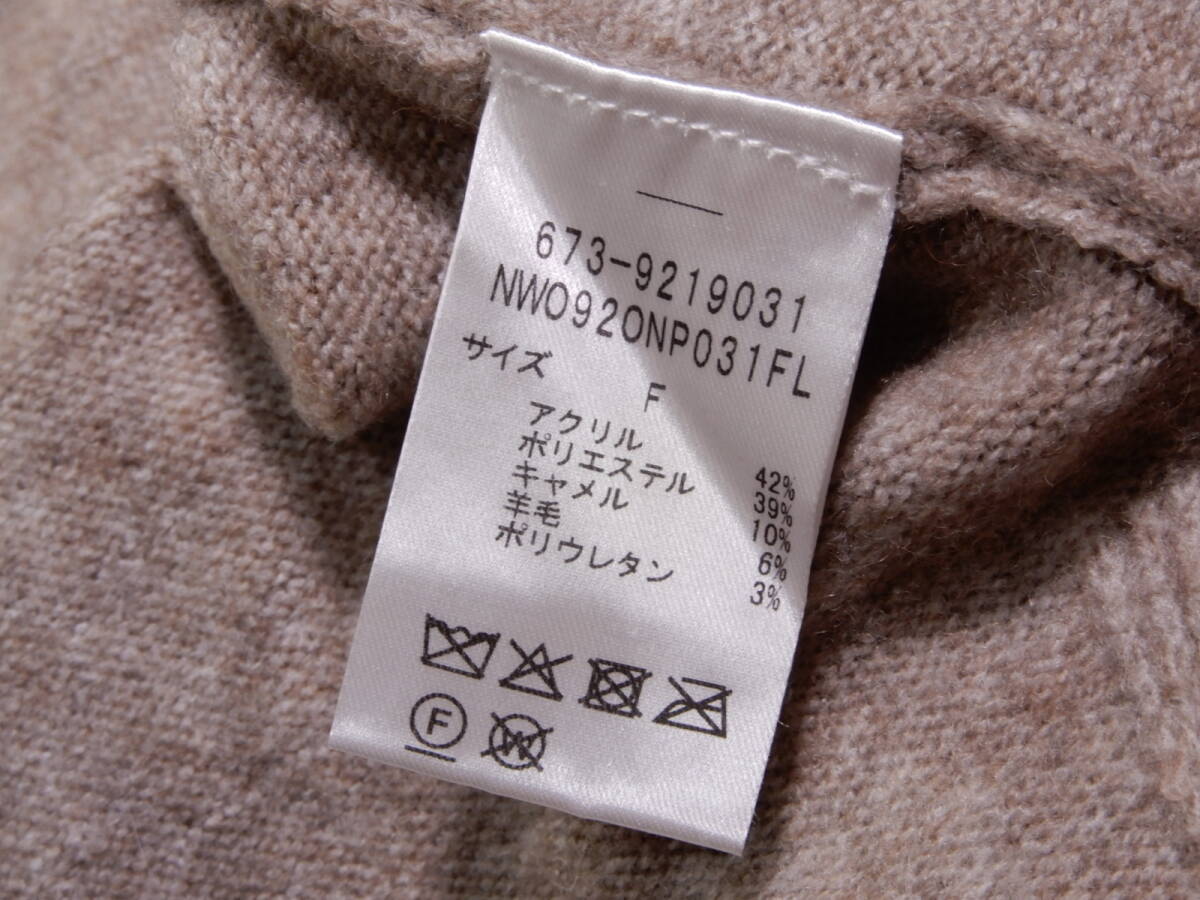 673-9219031
NW0920NP031FL
サイズ F
アクリル 42%
ポリエステル 39%
キャメル 10%
羊毛 6%
ポリウレタン 3%
F W